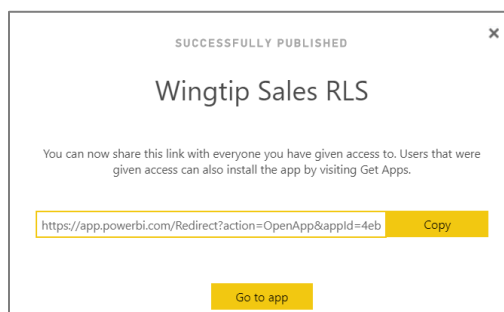 SUCCESSFULLY PUBLISHED
Wingtip Sales RLS
You can now share this link with everyone you have given access to. Users that were
given access can also install the app by visiting Get Apps.
https://app.powerbi.com/Redirect?action=OpenApp&appId=4eb Copy
Go to app